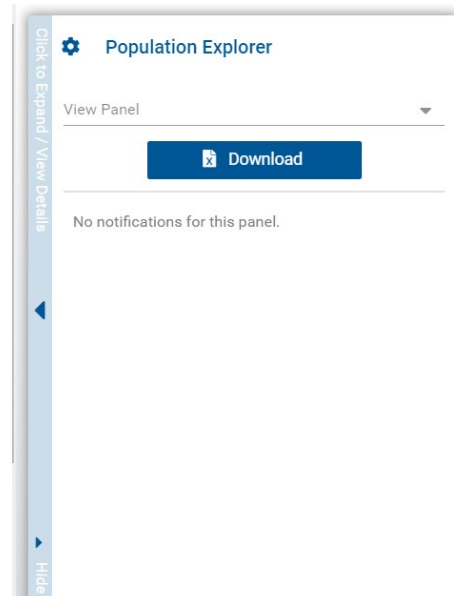 Click to Expand / View Details
Population Explorer
View Panel
Download
No notifications for this panel.
Hide